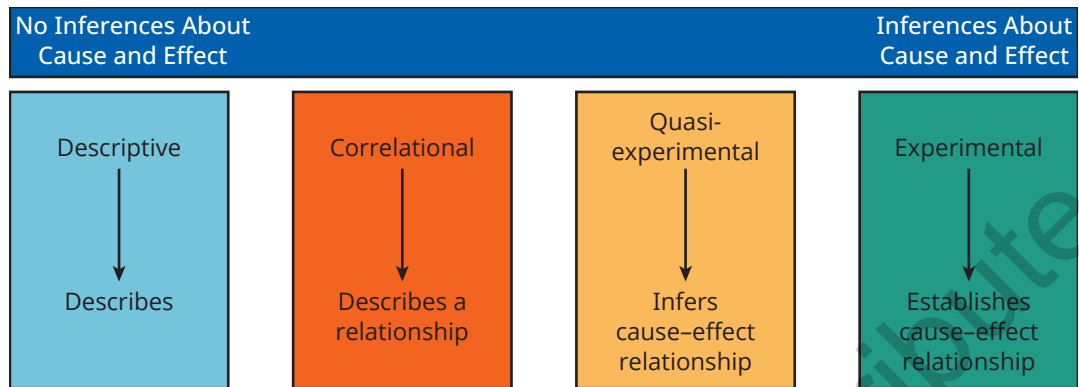 No Inferences About
Cause and Effect
Inferences About
Cause and Effect
Descriptive
Describes
Correlational
Describes a
relationship
Quasi-
experimental
Infers
cause–effect
relationship
Experimental
Establishes
cause–effect
relationship